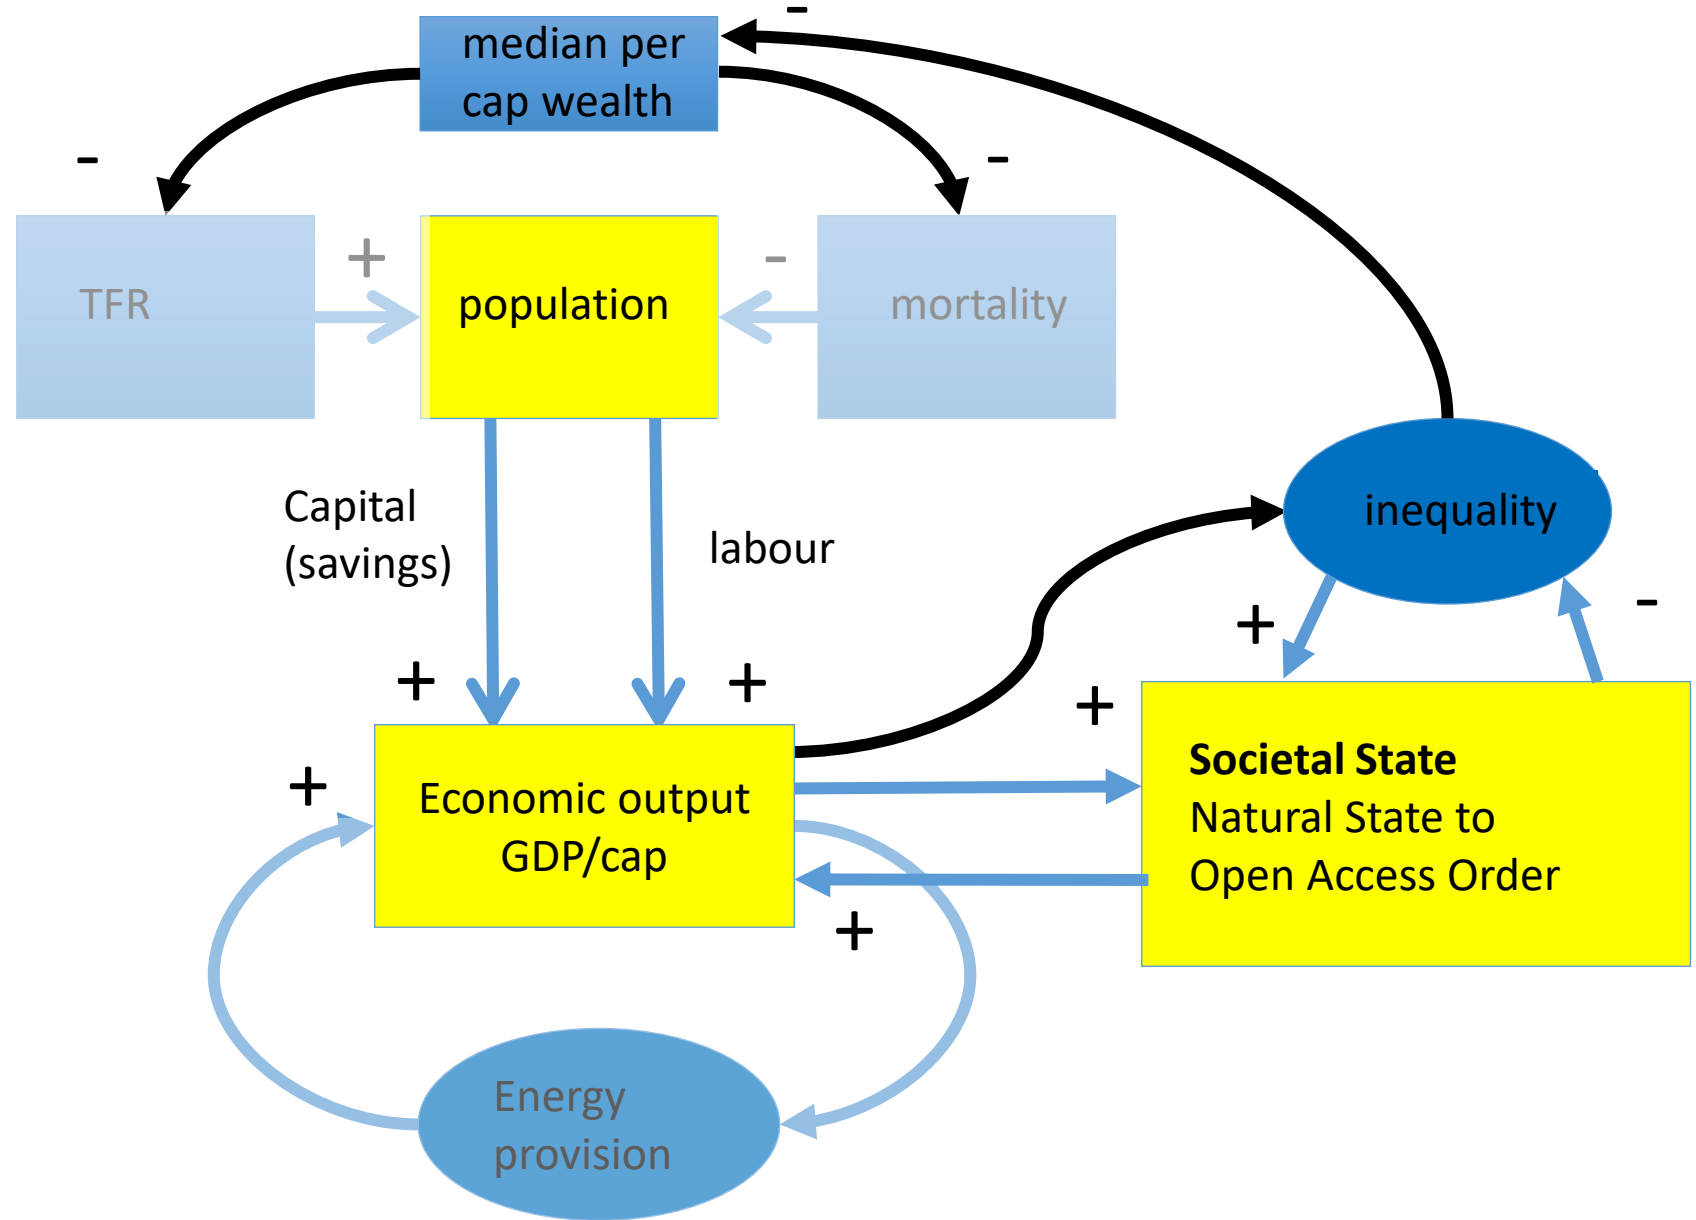 -
median per
cap wealth
-
-
TFR
+
population
-
mortality
Capital
(savings)
labour
inequality
+
-
+
+
+
Societal State
Natural State to
Open Access Order
+
Economic output
GDP/cap
+
Energy
provision